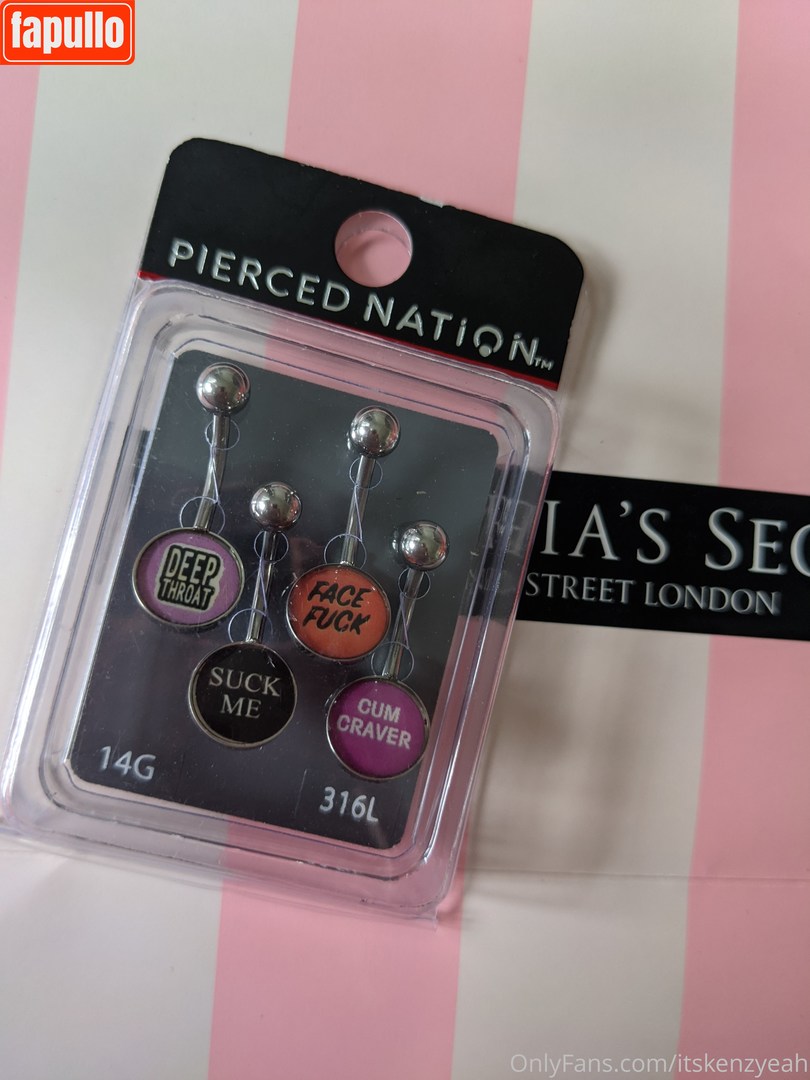 fapullo
PIERCED NATION™
DEEP
THROAT
FACE
FUCK
SUCK
ME
CUM
CRAVER
14G
316L
IA'S SEC
STREET LONDON
OnlyFans.com/itskenzyeah